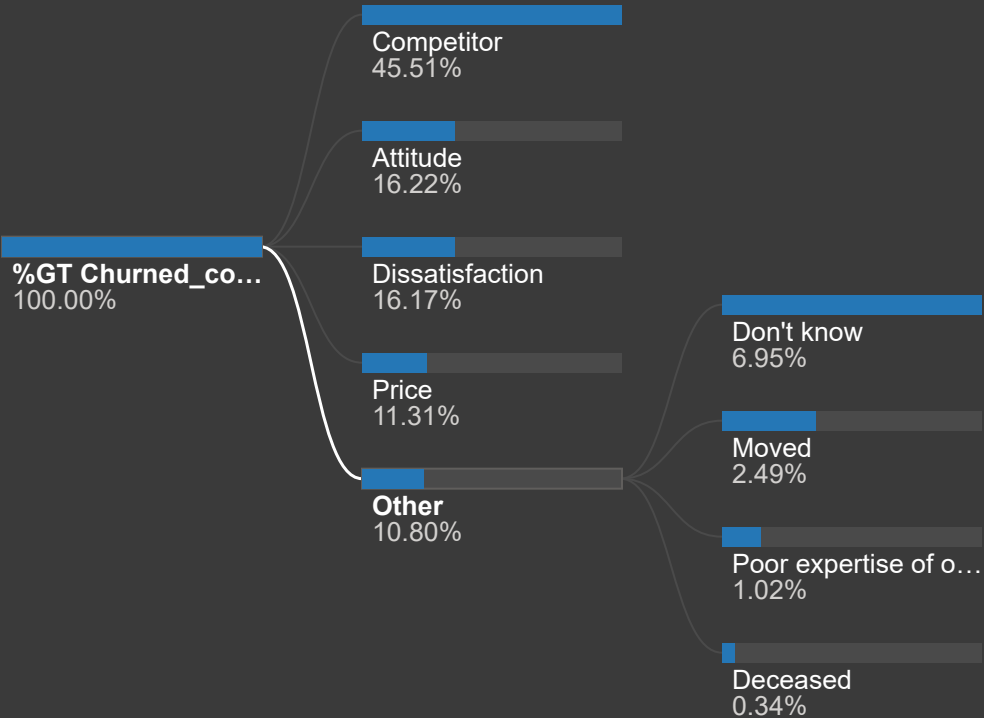 Competitor
45.51%
Attitude
16.22%
%GT Churned_co…
100.00%
Dissatisfaction
16.17%
Price
11.31%
Other
10.80%
Don't know
6.95%
Moved
2.49%
Poor expertise of o…
1.02%
Deceased
0.34%